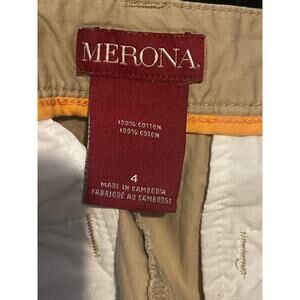 MERONA
100% COTTON
100% COTON
4
MADE IN CAMBODIA
FABRIQUÉ AU CAMBODGE